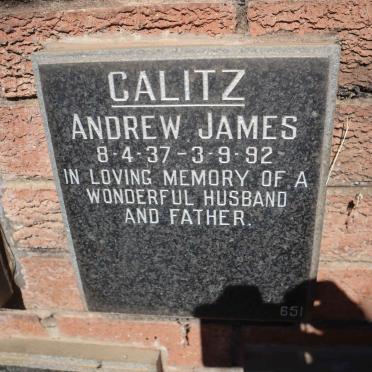 CALITZ
ANDREW JAMES
8·4·37-3·9·92
IN LOVING MEMORY OF A
WONDERFUL HUSBAND
AND FATHER.
651